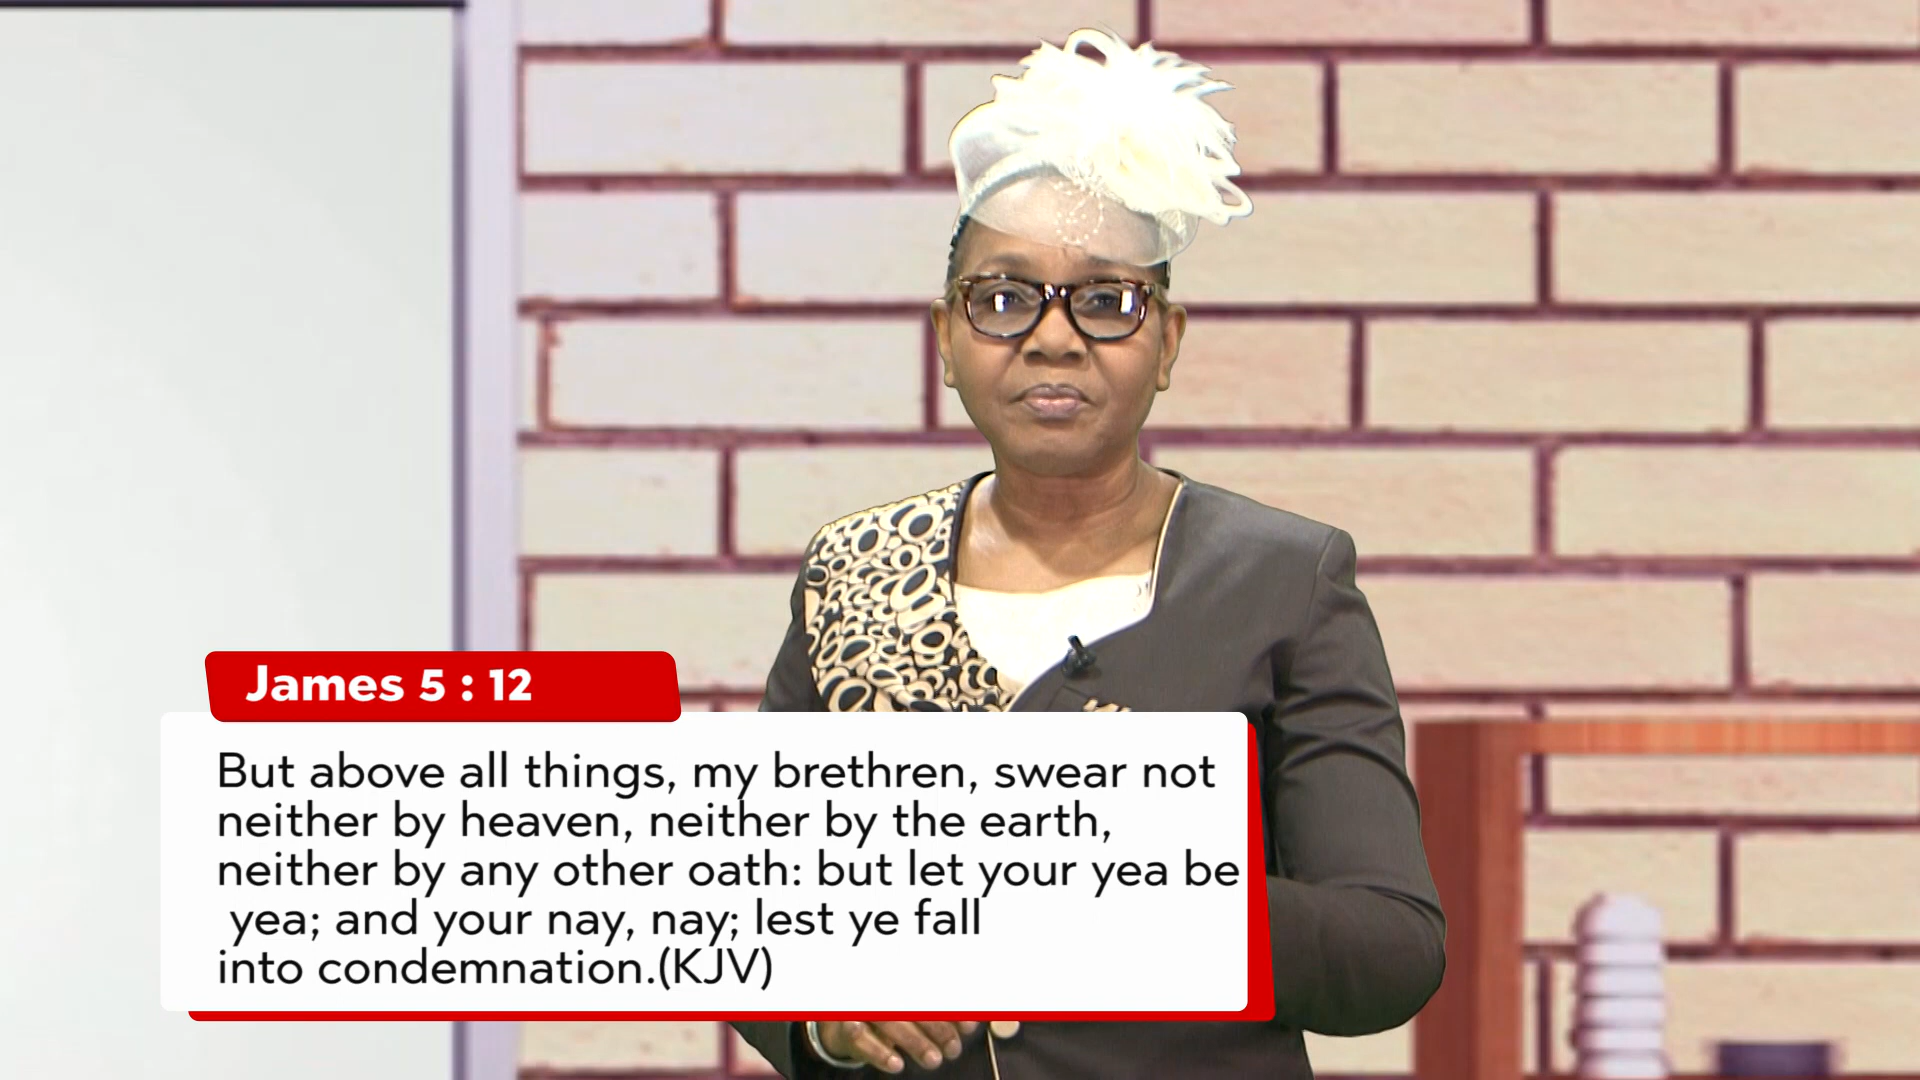 James 5 : 12
But above all things, my brethren, swear not
neither by heaven, neither by the earth,
neither by any other oath: but let your yea be
yea; and your nay, nay; lest ye fall
into condemnation.(KJV)